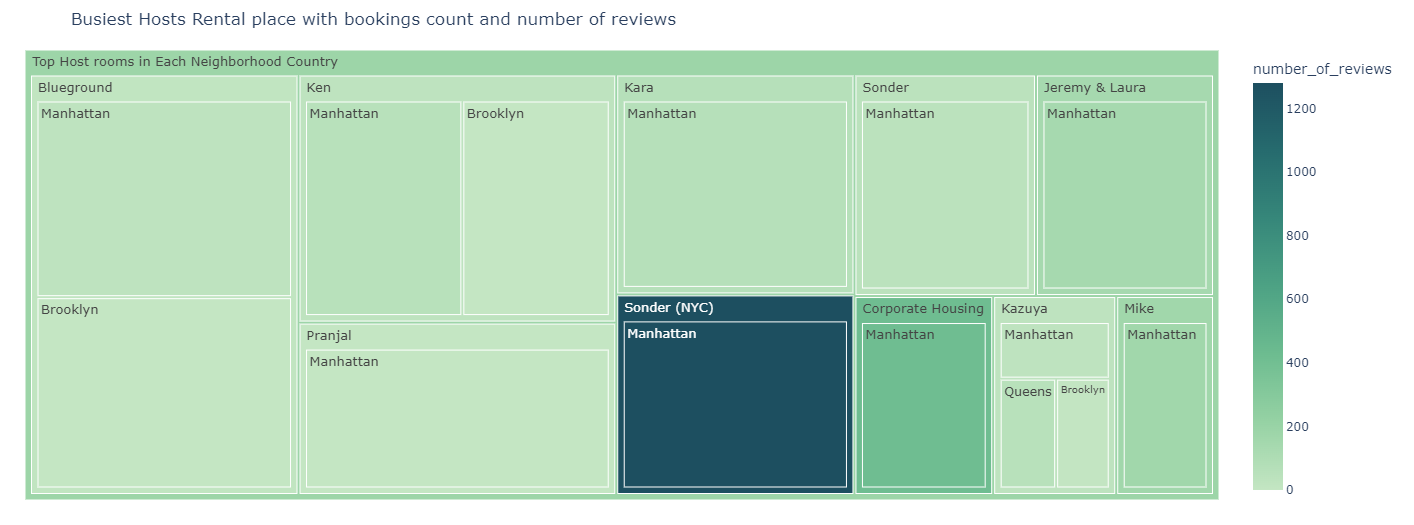 Busiest Hosts Rental place with bookings count and number of reviews
Top Host rooms in Each Neighborhood Country
number_of_reviews
Blueground
Manhattan
Brooklyn
Ken
Manhattan
Brooklyn
Pranjal
Manhattan
Kara
Manhattan
Sonder (NYC)
Manhattan
Sonder
Manhattan
Jeremy & Laura
Manhattan
Corporate Housing
Manhattan
Kazuya
Manhattan
Queens
Brooklyn
Mike
Manhattan
1200
1000
800
600
400
200
0